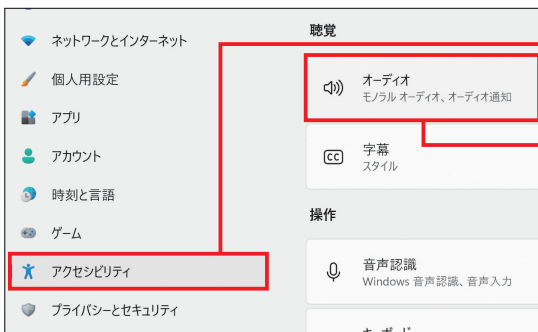 ネットワークとインターネット
個人用設定
アプリ
アカウント
時刻と言語
ゲーム
アクセシビリティ
プライバシーとセキュリティ
聴覚
オーディオ
モノラル オーディオ、オーディオ通知
CC
字幕
スタイル
操作
音声認識
Windows 音声認識、音声入力